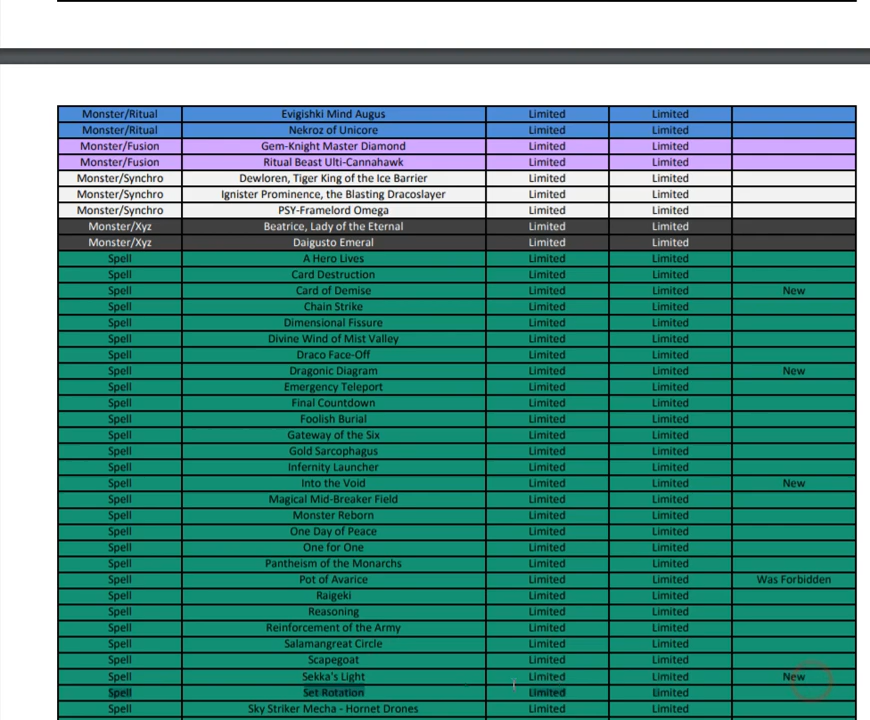 Monster/Ritual Evigishki Mind Augus Limited Limited
Monster/Ritual Nekroz of Unicore Limited Limited
Monster/Fusion Gem-Knight Master Diamond Limited Limited
Monster/Fusion Ritual Beast Ulti-Cannahawk Limited Limited
Monster/Synchro Dewloren, Tiger King of the Ice Barrier Limited Limited
Monster/Synchro Ignister Prominence, the Blasting Dracoslayer Limited Limited
Monster/Synchro PSY-Framelord Omega Limited Limited
Monster/Xyz Beatrice, Lady of the Eternal Limited Limited
Monster/Xyz Daigusto Emeral Limited Limited
Spell A Hero Lives Limited Limited
Spell Card Destruction Limited Limited
Spell Card of Demise Limited Limited New
Spell Chain Strike Limited Limited
Spell Dimensional Fissure Limited Limited
Spell Divine Wind of Mist Valley Limited Limited
Spell Draco Face-Off Limited Limited
Spell Dragonic Diagram Limited Limited New
Spell Emergency Teleport Limited Limited
Spell Final Countdown Limited Limited
Spell Foolish Burial Limited Limited
Spell Gateway of the Six Limited Limited
Spell Gold Sarcophagus Limited Limited
Spell Infernity Launcher Limited Limited
Spell Into the Void Limited Limited New
Spell Magical Mid-Breaker Field Limited Limited
Spell Monster Reborn Limited Limited
Spell One Day of Peace Limited Limited
Spell One for One Limited Limited
Spell Pantheism of the Monarchs Limited Limited
Spell Pot of Avarice Limited Limited Was Forbidden
Spell Raigeki Limited Limited
Spell Reasoning Limited Limited
Spell Reinforcement of the Army Limited Limited
Spell Salamangreat Circle Limited Limited
Spell Scapegoat Limited Limited
Spell Sekka's Light Limited Limited New
Spell Set Rotation Limited Limited
Spell Sky Striker Mecha - Hornet Drones Limited Limited